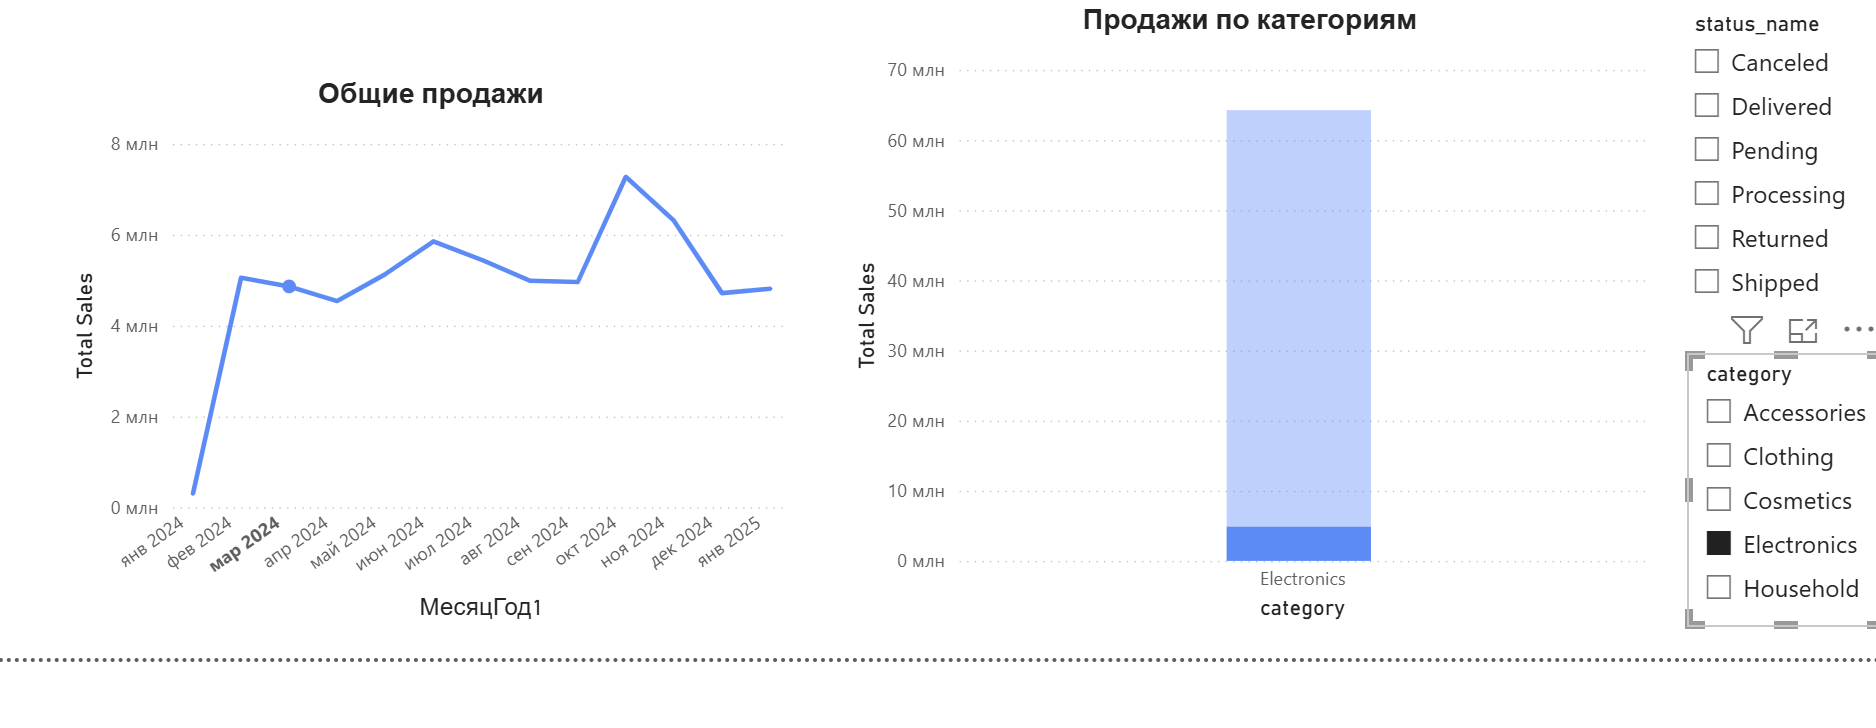 Общие продажи
Total Sales
8 млн
6 млн
4 млн
2 млн
0 млн
янв 2024
фев 2024
мар 2024
апр 2024
май 2024
июн 2024
июл 2024
авг 2024
сен 2024
окт 2024
ноя 2024
дек 2024
янв 2025
МесяцГод1
Продажи по категориям
Total Sales
70 млн
60 млн
50 млн
40 млн
30 млн
20 млн
10 млн
0 млн
Electronics
category
status_name
Canceled
Delivered
Pending
Processing
Returned
Shipped
category
Accessories
Clothing
Cosmetics
Electronics
Household